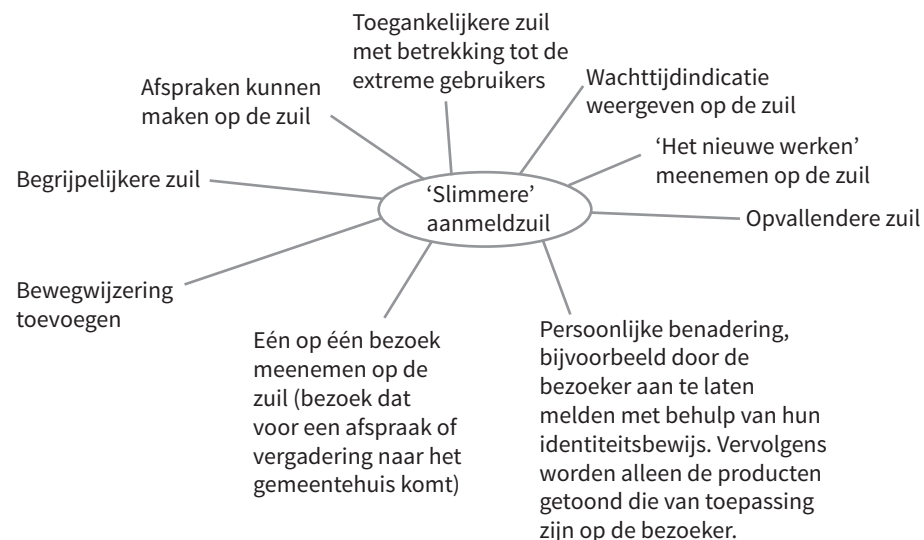 Toegankelijkere zuil
met betrekking tot de
extreme gebruikers
Afspraken kunnen
maken op de zuil
Wachttijdindicatie
weergeven op de zuil
‘Het nieuwe werken’
meenemen op de zuil
Begrijpelijkere zuil
‘Slimmere’
aanmeldzuil
Opvallendere zuil
Bewegwijzering
toevoegen
Eén op één bezoek
meenemen op de
zuil (bezoek dat
voor een afspraak of
vergadering naar het
gemeentehuis komt)
Persoonlijke benadering,
bijvoorbeeld door de
bezoeker aan te laten
melden met behulp van hun
identiteitsbewijs. Vervolgens
worden alleen de producten
getoond die van toepassing
zijn op de bezoeker.